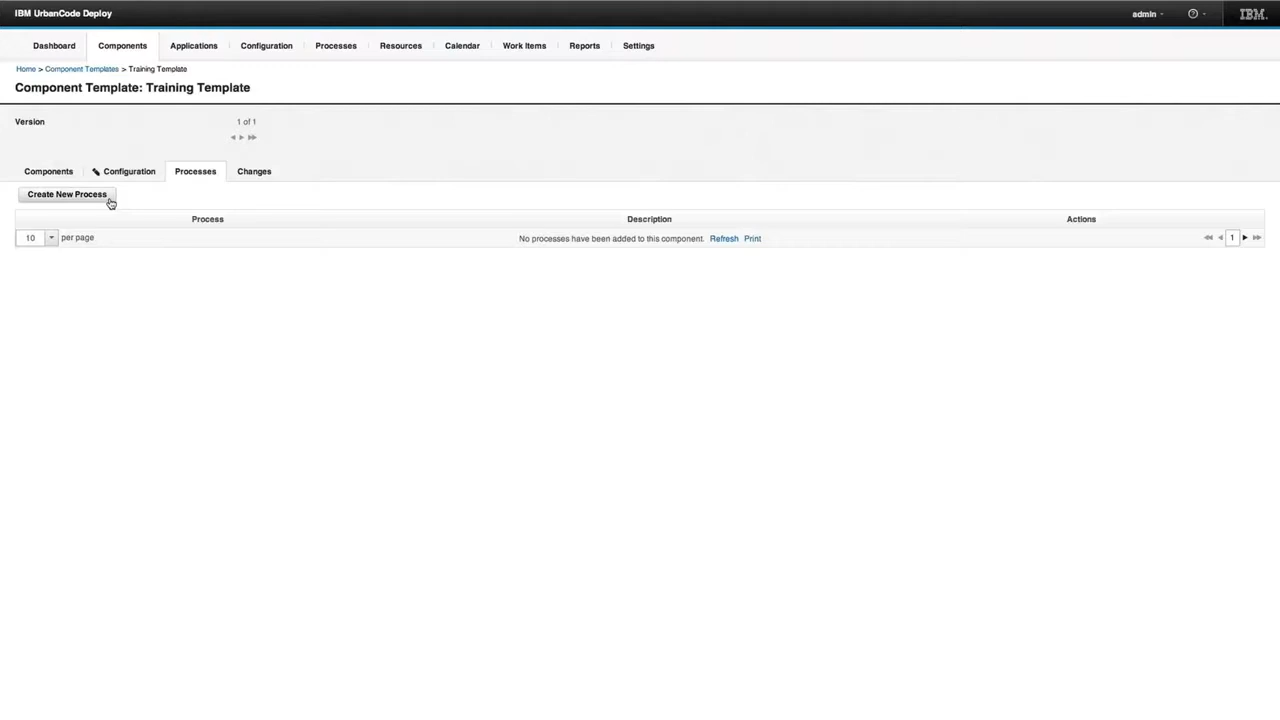 IBM UrbanCode Deploy admin IBM
Dashboard Components Applications Configuration Processes Resources Calendar Work Items Reports Settings
Home > Component Templates > Training Template
Component Template: Training Template
Version 1 of 1
Components Configuration Processes Changes
Create New Process
Process Description Actions
10 per page No processes have been added to this component. Refresh Print 1